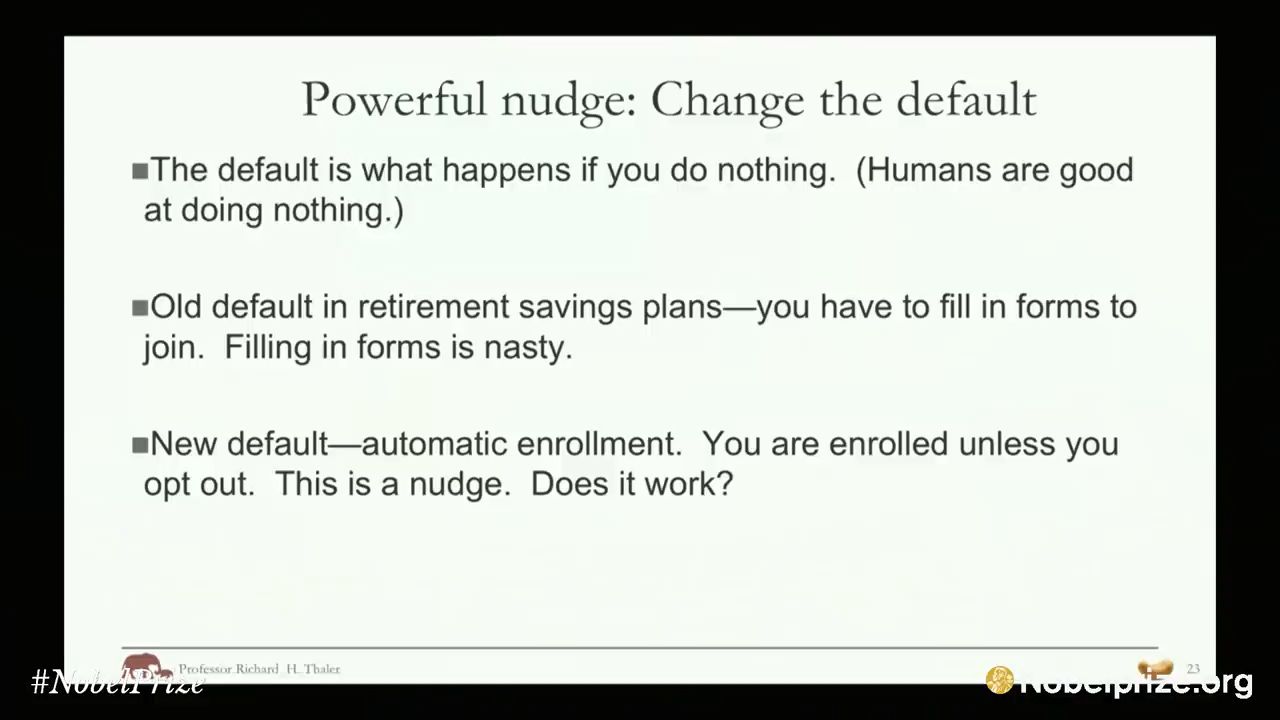 Powerful nudge: Change the default
■The default is what happens if you do nothing.  (Humans are good
at doing nothing.)
■Old default in retirement savings plans—you have to fill in forms to
join.  Filling in forms is nasty.
■New default—automatic enrollment.  You are enrolled unless you
opt out.  This is a nudge.  Does it work?
Professor Richard H. Thaler
23
#NobelPrize
Nobelprize.org